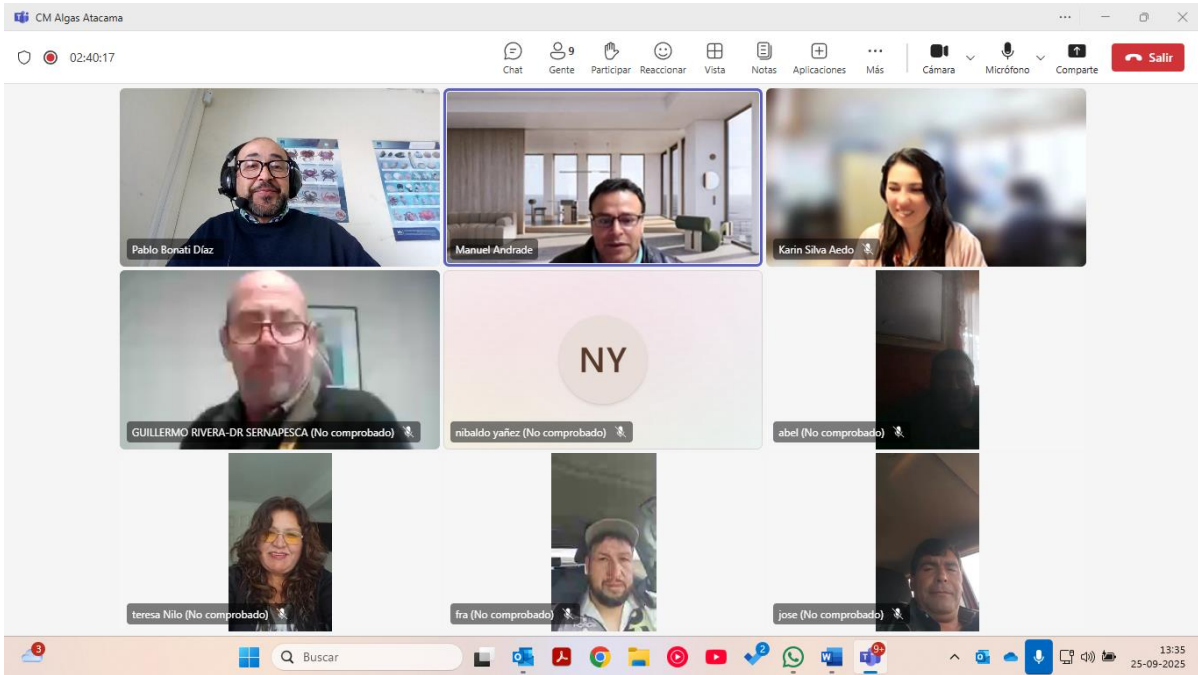 CM Algas Atacama
02:40:17
Chat
9
Gente
Participar
Reaccionar
Vista
Notas
Aplicaciones
Más
Cámara
Micrófono
Comparte
Salir
Pablo Bonati Díaz
Manuel Andrade
Karin Silva Aedo
GUILLERMO RIVERA-DR SERNAPESCA (No comprobado)
NY
nibaldo yañez (No comprobado)
abel (No comprobado)
teresa Nilo (No comprobado)
fra (No comprobado)
jose (No comprobado)
3
Buscar
2
9+
13:35
25-09-2025